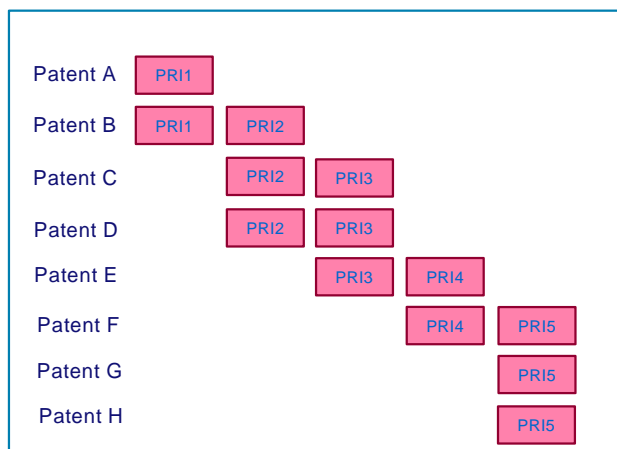 Patent A PRI1
Patent B PRI1 PRI2
Patent C PRI2 PRI3
Patent D PRI2 PRI3
Patent E PRI3 PRI4
Patent F PRI4 PRI5
Patent G PRI5
Patent H PRI5